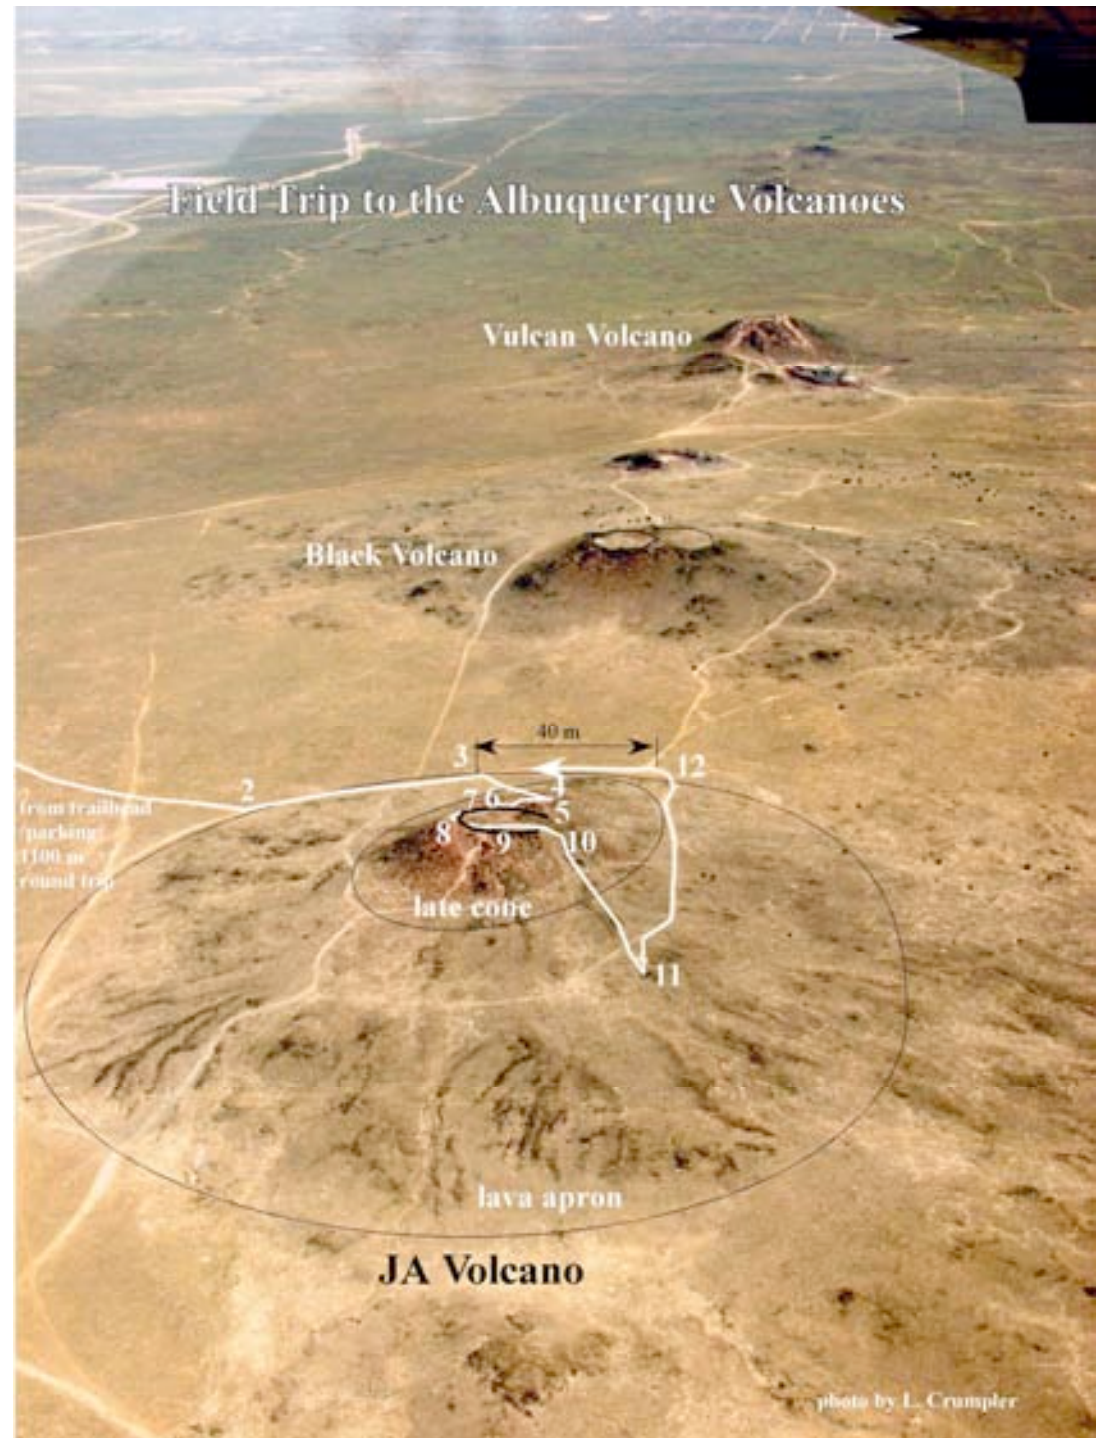 Field Trip to the Albuquerque Volcanoes
Vulcan Volcano
Black Volcano
40 m
3
12
2
4
7 6
5
8
9
10
from trailhead
/parking:
1100 m
round trip
late cone
11
lava apron
JA Volcano
photo by L. Crumpler